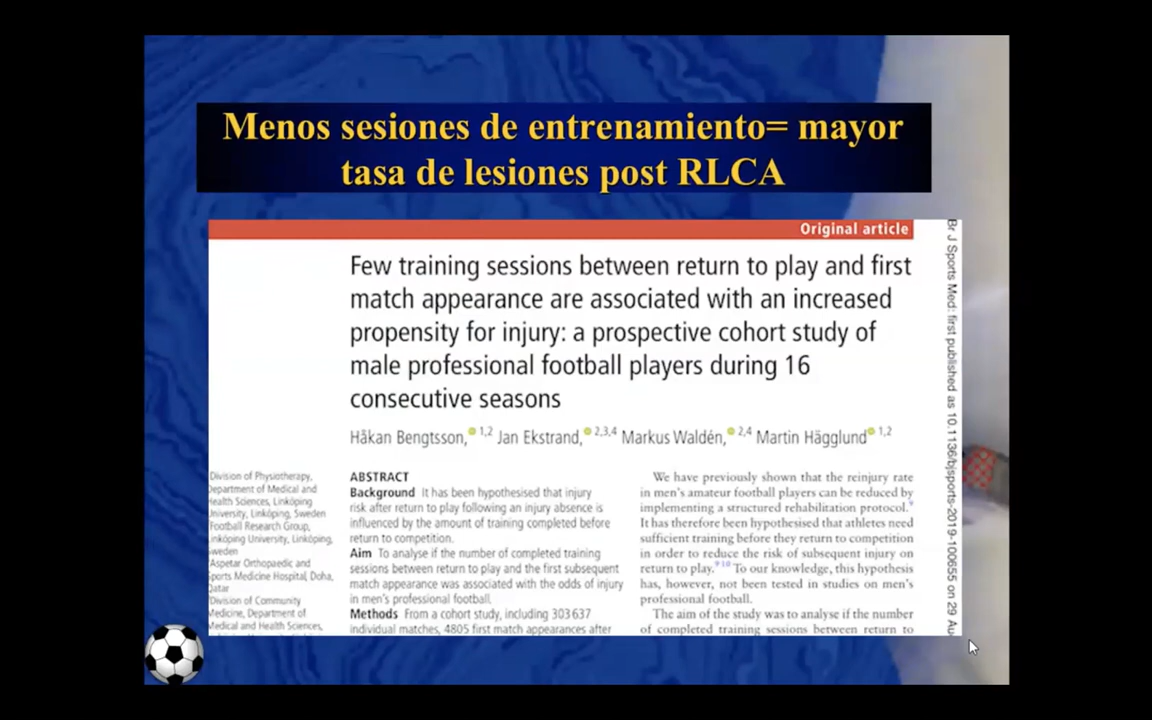 Menos sesiones de entrenamiento= mayor
tasa de lesiones post RLCA
Original article
Few training sessions between return to play and first
match appearance are associated with an increased
propensity for injury: a prospective cohort study of
male professional football players during 16
consecutive seasons
Håkan Bengtsson, 1,2 Jan Ekstrand, 2,3,4 Markus Waldén, 2,4 Martin Hägglund 1,2
Division of Physiotherapy,
Department of Medical and
Health Sciences, Linköping
University, Linköping, Sweden
Football Research Group,
Linköping University, Linköping,
Sweden
Aspetar Orthopaedic and
Sports Medicine Hospital, Doha,
Qatar
Division of Community
Medicine, Department of
Medical and Health Sciences,
ABSTRACT
Background It has been hypothesised that injury
risk after return to play following an injury absence is
influenced by the amount of training completed before
return to competition.
Aim To analyse if the number of completed training
sessions between return to play and the first subsequent
match appearance was associated with the odds of injury
in men's professional football.
Methods From a cohort study, including 303 637
individual matches, 4805 first match appearances after
We have previously shown that the reinjury rate
in men's amateur football players can be reduced by
implementing a structured rehabilitation protocol.9
It has therefore been hypothesised that athletes need
sufficient training before they return to competition
in order to reduce the risk of subsequent injury on
return to play.9 10 To our knowledge, this hypothesis
has, however, not been tested in studies on men's
professional football.
The aim of the study was to analyse if the number
of completed training sessions between return to
Br J Sports Med: first published as 10.1136/bjsports-2019-100655 on 29 Au